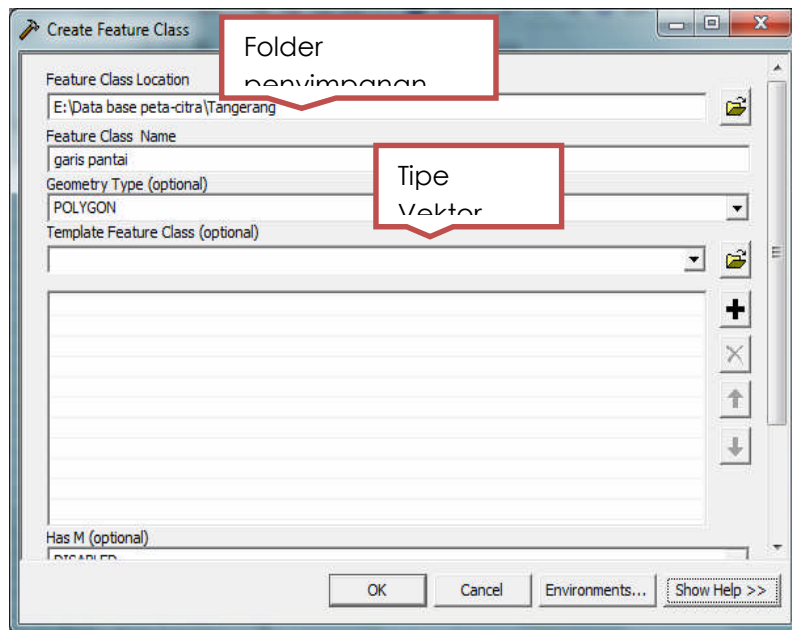 Create Feature Class
Folder
penyimpanan
Feature Class Location
E:\Data base peta-citra\Tangerang
Feature Class Name
garis pantai
Tipe
Vektor
Geometry Type (optional)
POLYGON
Template Feature Class (optional)
Has M (optional)
DISABLED
OK
Cancel
Environments...
Show Help >>